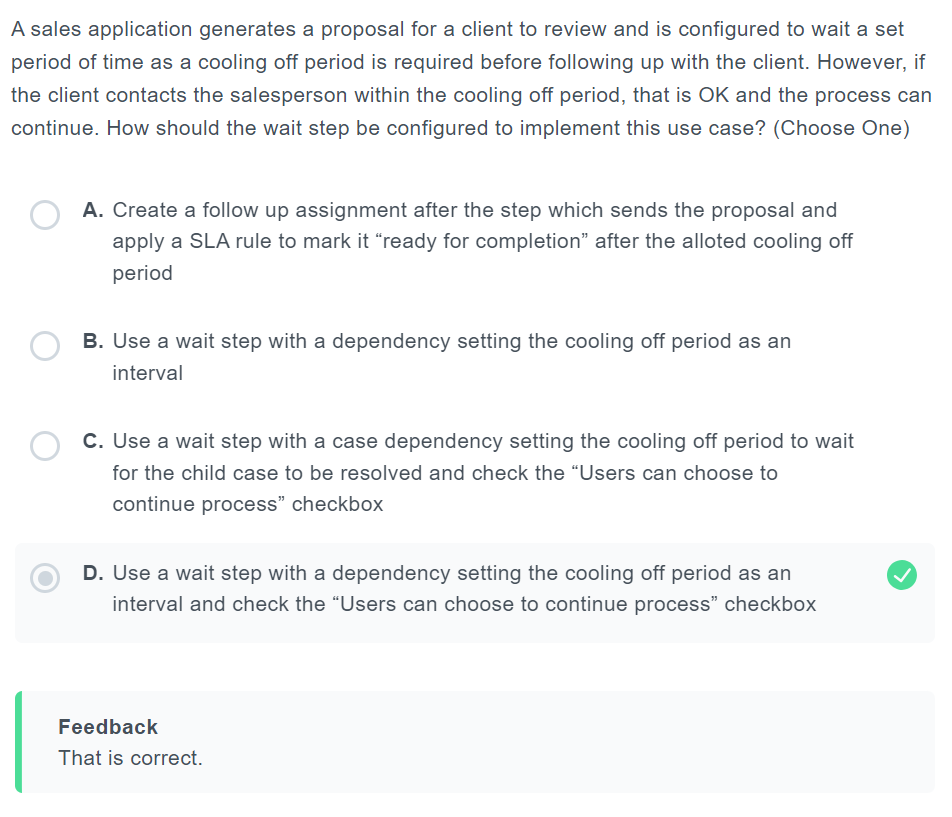 A sales application generates a proposal for a client to review and is configured to wait a set
period of time as a cooling off period is required before following up with the client. However, if
the client contacts the salesperson within the cooling off period, that is OK and the process can
continue. How should the wait step be configured to implement this use case? (Choose One)
A. Create a follow up assignment after the step which sends the proposal and
apply a SLA rule to mark it “ready for completion” after the alloted cooling off
period
B. Use a wait step with a dependency setting the cooling off period as an
interval
C. Use a wait step with a case dependency setting the cooling off period to wait
for the child case to be resolved and check the “Users can choose to
continue process” checkbox
D. Use a wait step with a dependency setting the cooling off period as an
interval and check the “Users can choose to continue process” checkbox
Feedback
That is correct.